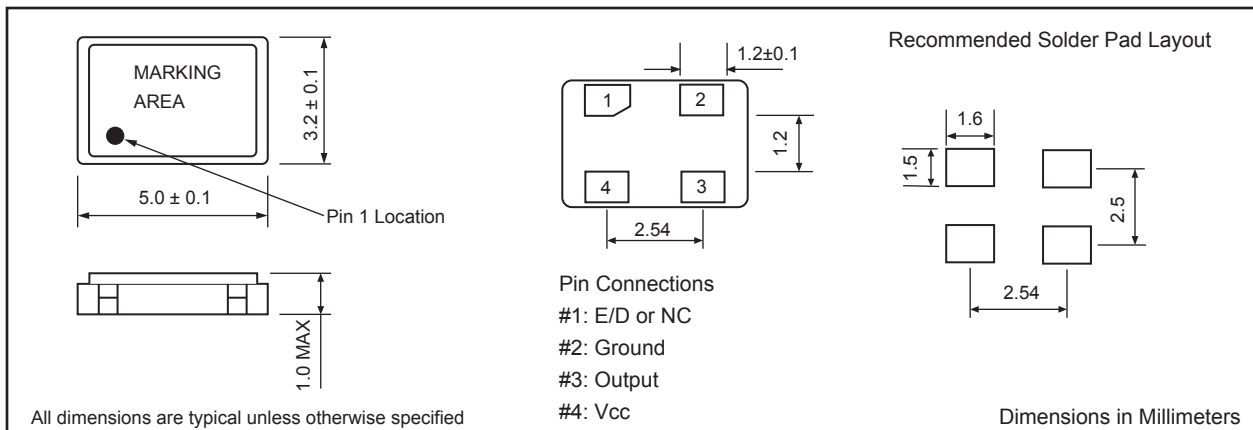 MARKING
AREA
3.2 ± 0.1
5.0 ± 0.1
Pin 1 Location
1.0 MAX
All dimensions are typical unless otherwise specified
1.2±0.1
1
2
1.2
4
3
2.54
Pin Connections
#1: E/D or NC
#2: Ground
#3: Output
#4: Vcc
Recommended Solder Pad Layout
1.6
1.5
2.5
2.54
Dimensions in Millimeters